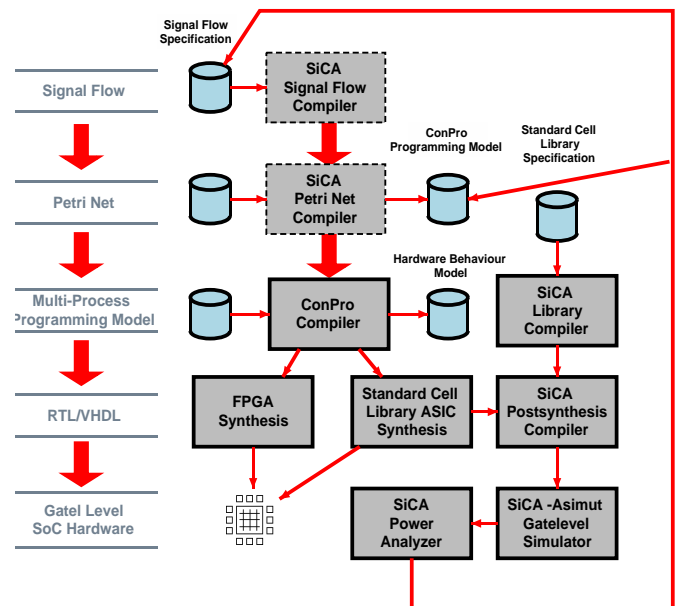 Signal Flow
Specification
SiCA
Signal Flow
Compiler
Signal Flow
ConPro
Programming Model
Standard Cell
Library
Specification
SiCA
Petri Net
Compiler
Petri Net
Hardware Behaviour
Model
Multi-Process
Programming Model
ConPro
Compiler
SiCA
Library
Compiler
RTL/VHDL
FPGA
Synthesis
Standard Cell
Library ASIC
Synthesis
SiCA
Postsynthesis
Compiler
Gatel Level
SoC Hardware
SiCA
Power
Analyzer
SiCA -Asimut
Gatelevel
Simulator